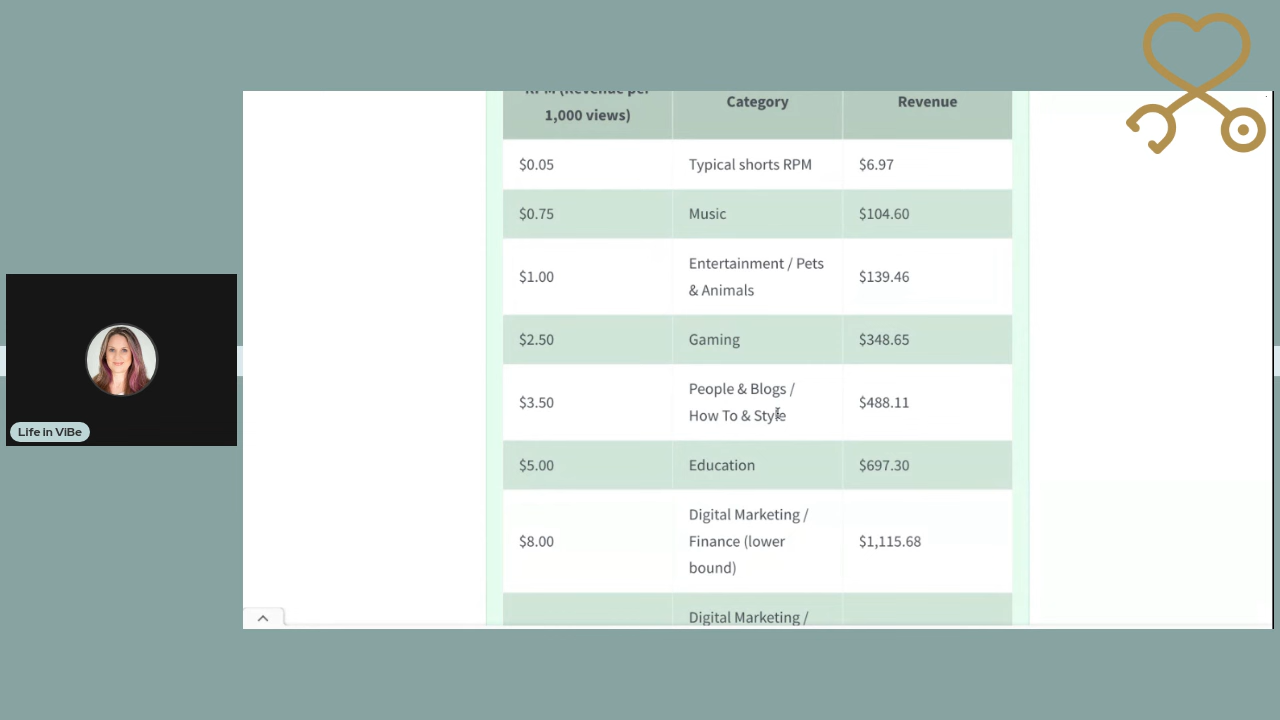 RPM (Revenue per
1,000 views)
Category
Revenue
$0.05
Typical shorts RPM
$6.97
$0.75
Music
$104.60
$1.00
Entertainment / Pets
& Animals
$139.46
$2.50
Gaming
$348.65
$3.50
People & Blogs /
How To & Style
$488.11
$5.00
Education
$697.30
$8.00
Digital Marketing /
Finance (lower
bound)
$1,115.68
Digital Marketing /
Life in ViBe